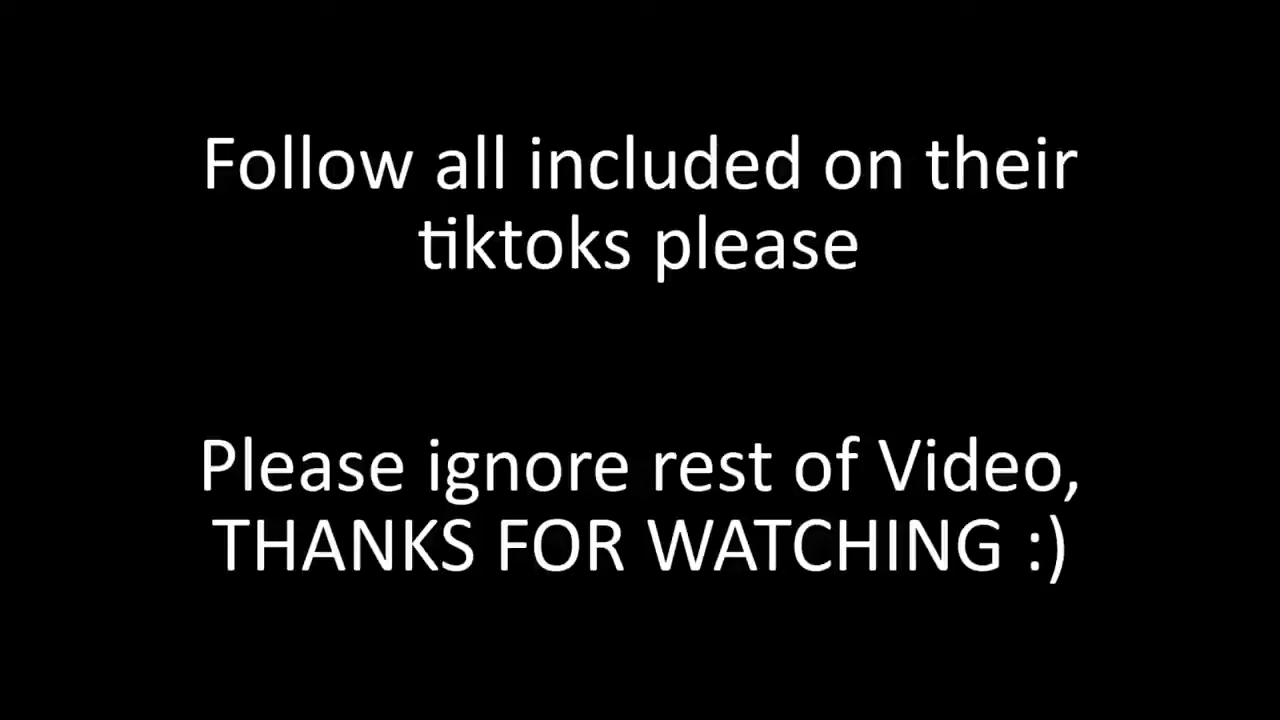 Follow all included on their
tiktoks please
Please ignore rest of Video,
THANKS FOR WATCHING :)